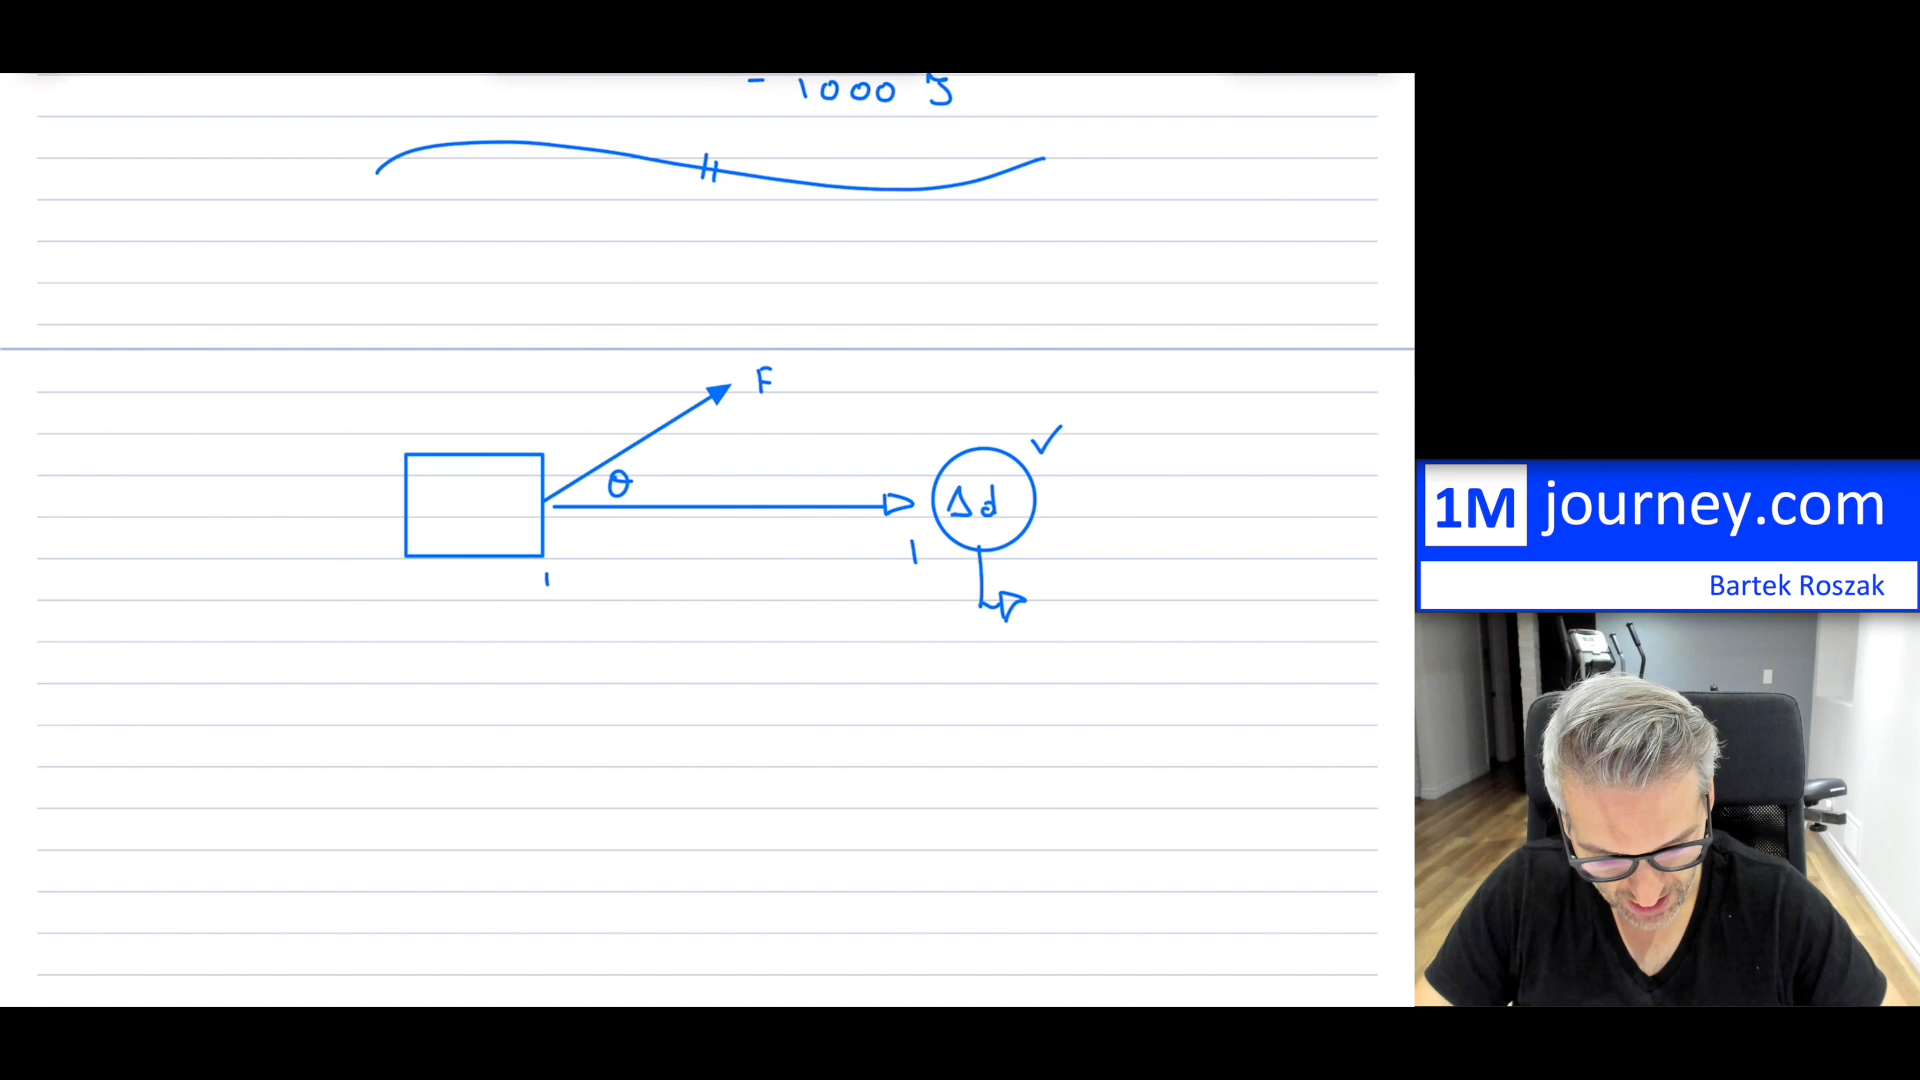 - 1000 J
F
θ
Δd
1M journey.com
Bartek Roszak